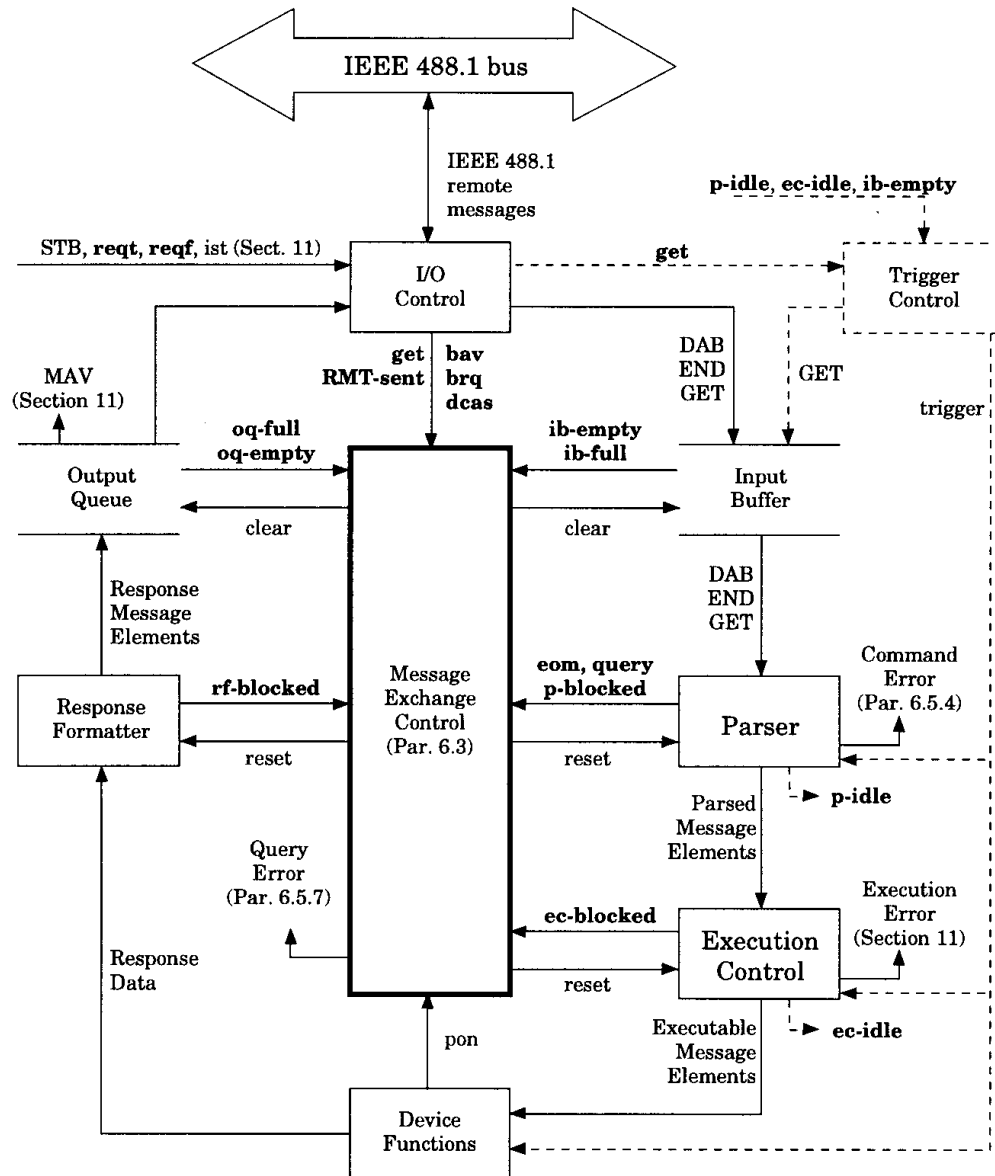 IEEE 488.1 bus
IEEE 488.1
remote
messages
p-idle, ec-idle, ib-empty
STB, reqt, reqf, ist (Sect. 11)
I/O
Control
get
Trigger
Control
get
RMT-sent
bav
brq
dcas
DAB
END
GET
GET
trigger
MAV
(Section 11)
oq-full
oq-empty
ib-empty
ib-full
Output
Queue
Input
Buffer
clear
clear
Response
Message
Elements
DAB
END
GET
Message
Exchange
Control
(Par. 6.3)
eom, query
p-blocked
Command
Error
(Par. 6.5.4)
rf-blocked
Response
Formatter
Parser
reset
reset
p-idle
Parsed
Message
Elements
Query
Error
(Par. 6.5.7)
ec-blocked
Execution
Error
(Section 11)
Execution
Control
Response
Data
reset
ec-idle
pon
Executable
Message
Elements
Device
Functions